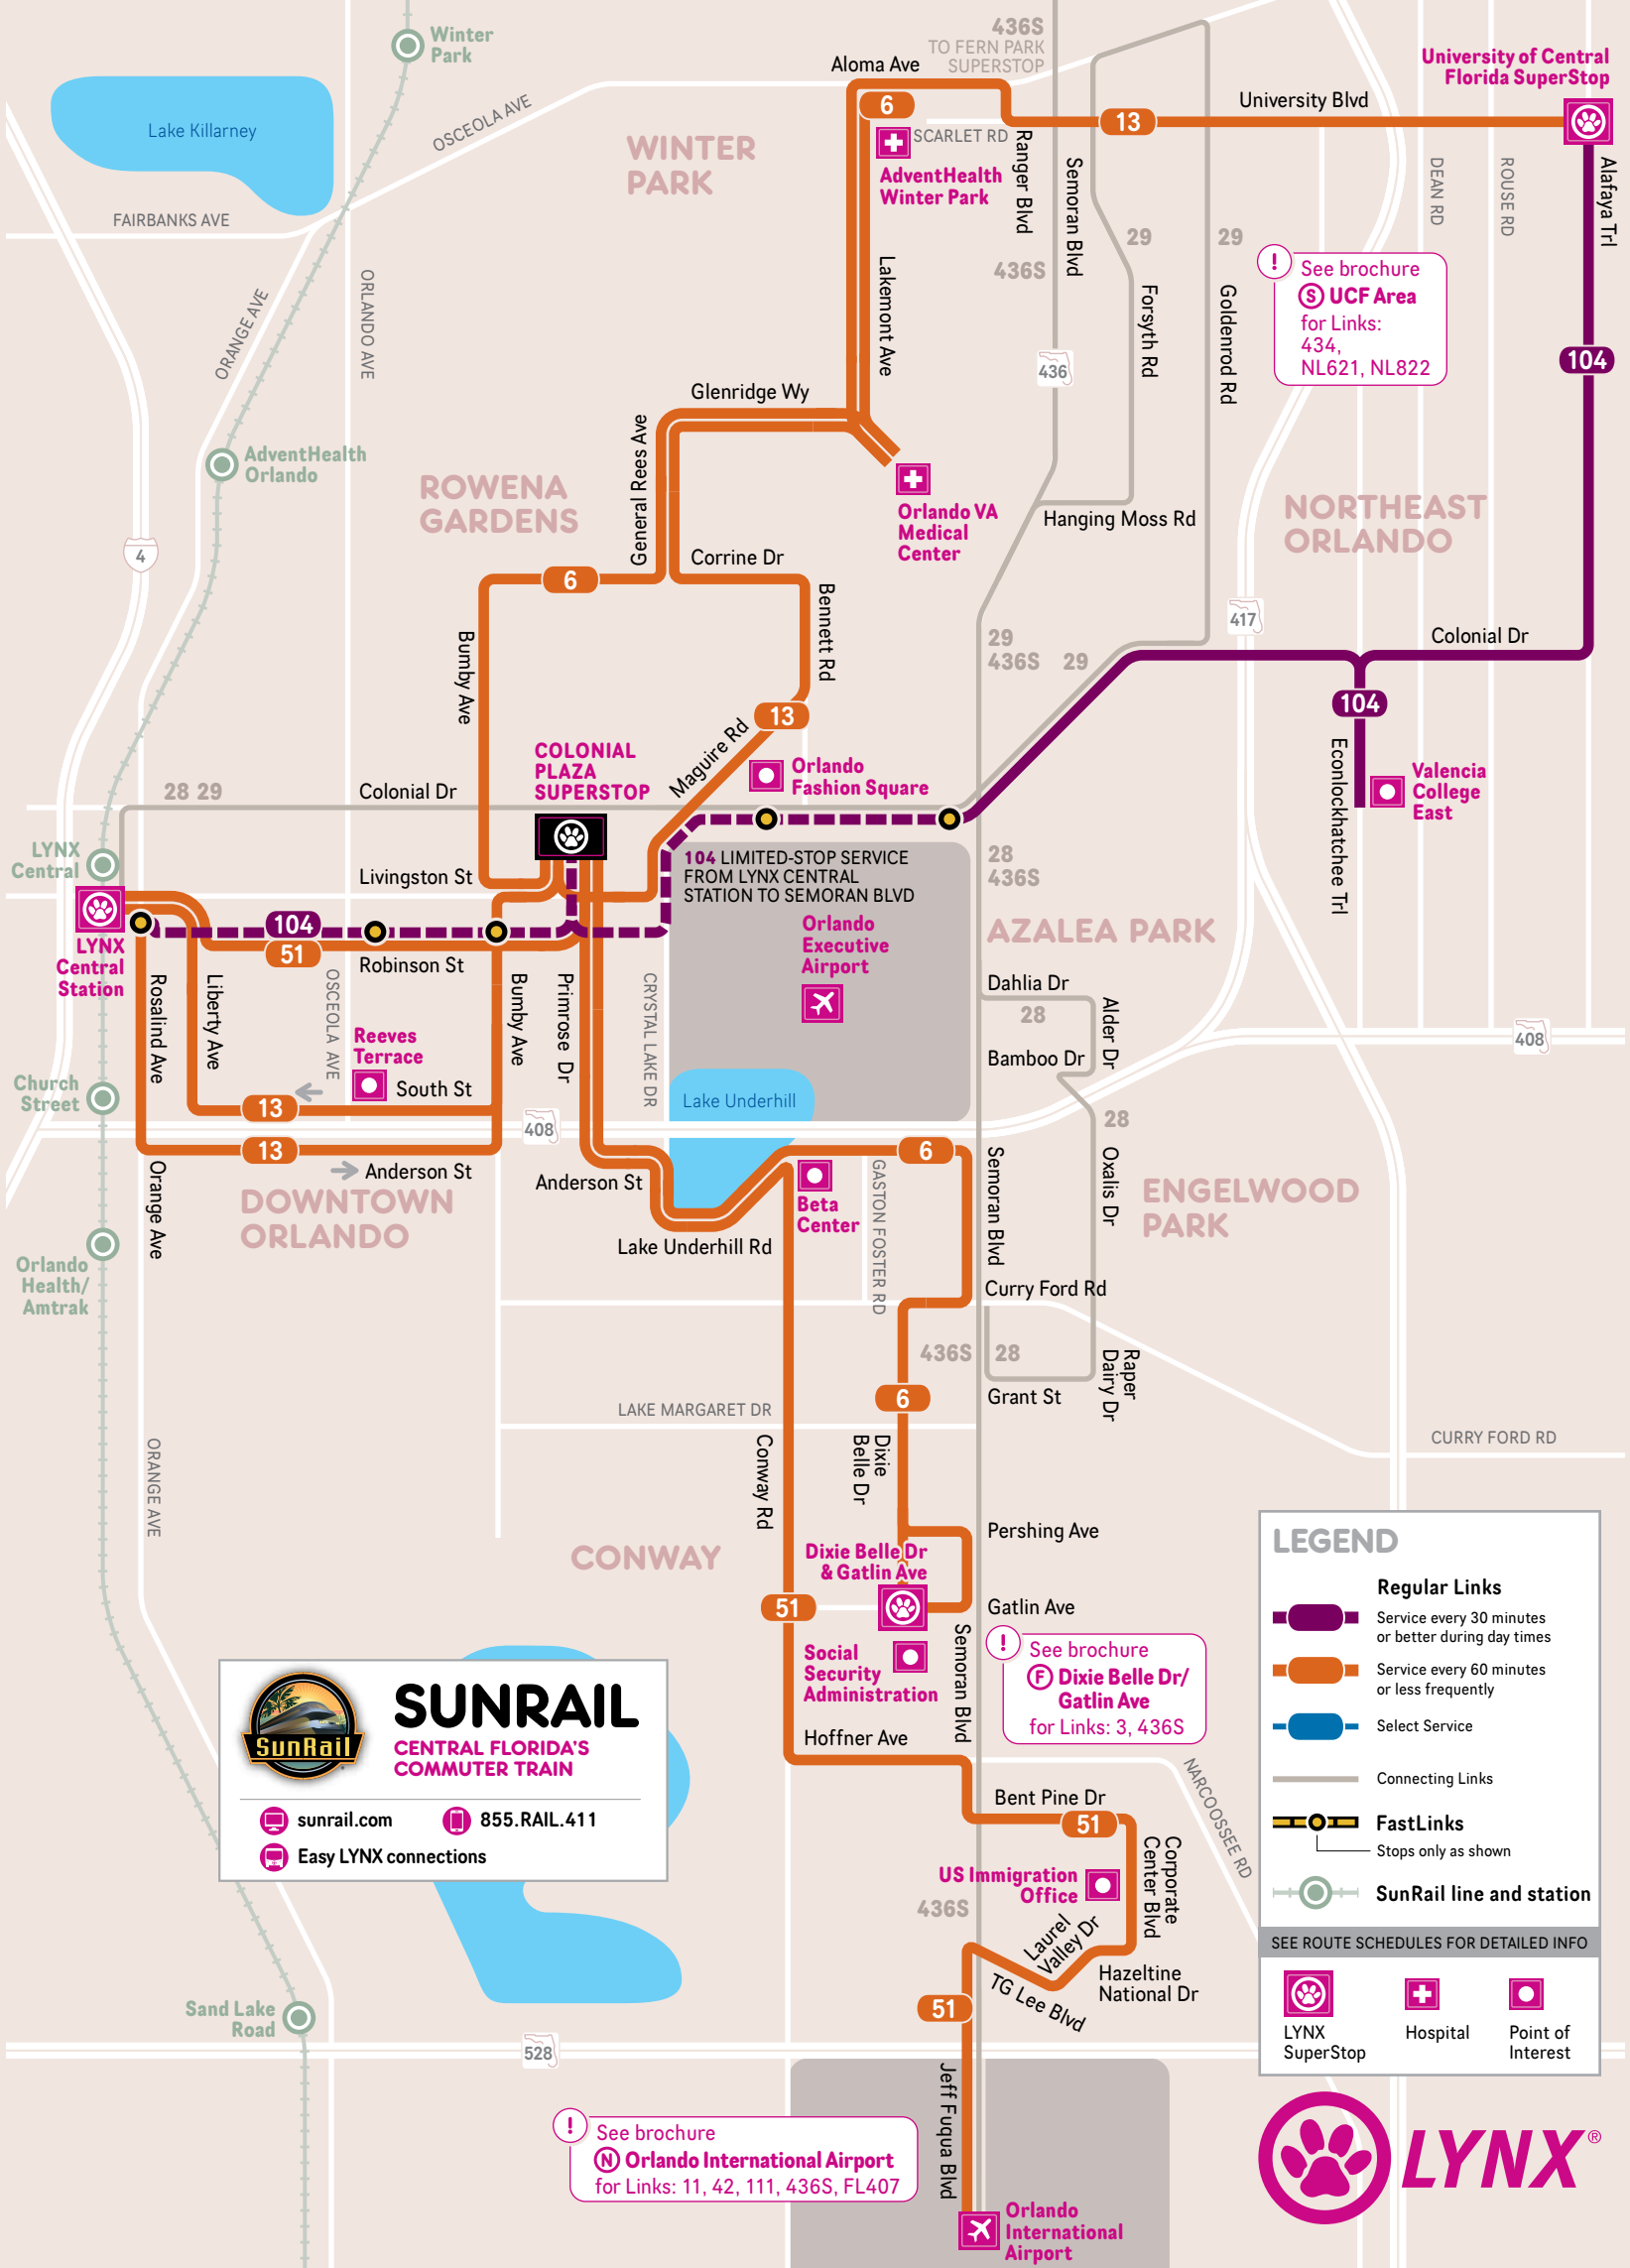 Winter
Park
436S
TO FERN PARK
SUPERSTOP
Aloma Ave
University of Central
Florida SuperStop
University Blvd
6
13
SCARLET RD
Lake Killarney
OSCEOLA AVE
WINTER
PARK
AdventHealth
Winter Park
Ranger Blvd
Semoran Blvd
DEAN RD
ROUSE RD
Alafaya Trl
FAIRBANKS AVE
29
29
436S
See brochure
S UCF Area
for Links:
434,
NL621, NL822
ORANGE AVE
ORLANDO AVE
Lakemont Ave
Forsyth Rd
Goldenrod Rd
436
104
Glenridge Wy
General Rees Ave
AdventHealth
Orlando
ROWENA
GARDENS
Orlando VA
Medical
Center
Hanging Moss Rd
NORTHEAST
ORLANDO
4
Corrine Dr
6
Bennett Rd
417
Bumby Ave
29
436S
29
Colonial Dr
104
13
Maguire Rd
COLONIAL
PLAZA
SUPERSTOP
Orlando
Fashion Square
Econlockhatchee Trl
Valencia
College
East
28 29
Colonial Dr
LYNX
Central
Livingston St
104 LIMITED-STOP SERVICE
FROM LYNX CENTRAL
STATION TO SEMORAN BLVD
28
436S
104
51
Robinson St
LYNX
Central
Station
Orlando
Executive
Airport
AZALEA PARK
Rosalind Ave
Liberty Ave
OSCEOLA AVE
Bumby Ave
Primrose Dr
CRYSTAL LAKE DR
Dahlia Dr
28
Alder Dr
Bamboo Dr
408
Reeves
Terrace
South St
Church
Street
13
Lake Underhill
408
28
13
Anderson St
6
Orange Ave
DOWNTOWN
ORLANDO
Anderson St
Beta
Center
GASTON FOSTER RD
Semoran Blvd
Oxalis Dr
ENGELWOOD
PARK
Orlando
Health/
Amtrak
Lake Underhill Rd
Curry Ford Rd
436S
28
Raper
Dairy Dr
6
Grant St
LAKE MARGARET DR
CURRY FORD RD
ORANGE AVE
Conway Rd
Dixie
Belle Dr
Pershing Ave
CONWAY
Dixie Belle Dr
& Gatlin Ave
51
Gatlin Ave
Social
Security
Administration
Semoran Blvd
See brochure
F Dixie Belle Dr/
Gatlin Ave
for Links: 3, 436S
LEGEND
Regular Links
Service every 30 minutes
or better during day times
Service every 60 minutes
or less frequently
Select Service
Connecting Links
FastLinks
Stops only as shown
SunRail line and station
SEE ROUTE SCHEDULES FOR DETAILED INFO
LYNX
SuperStop
Hospital
Point of
Interest
SunRail
SUNRAIL
CENTRAL FLORIDA'S
COMMUTER TRAIN
sunrail.com
855.RAIL.411
Easy LYNX connections
Hoffner Ave
Bent Pine Dr
51
NARCOOSSEE RD
US Immigration
Office
Corporate
Center Blvd
436S
Laurel
Valley Dr
Hazeltine
National Dr
TG Lee Blvd
51
Sand Lake
Road
528
Jeff Fuqua Blvd
See brochure
N Orlando International Airport
for Links: 11, 42, 111, 436S, FL407
Orlando
International
Airport
LYNX®